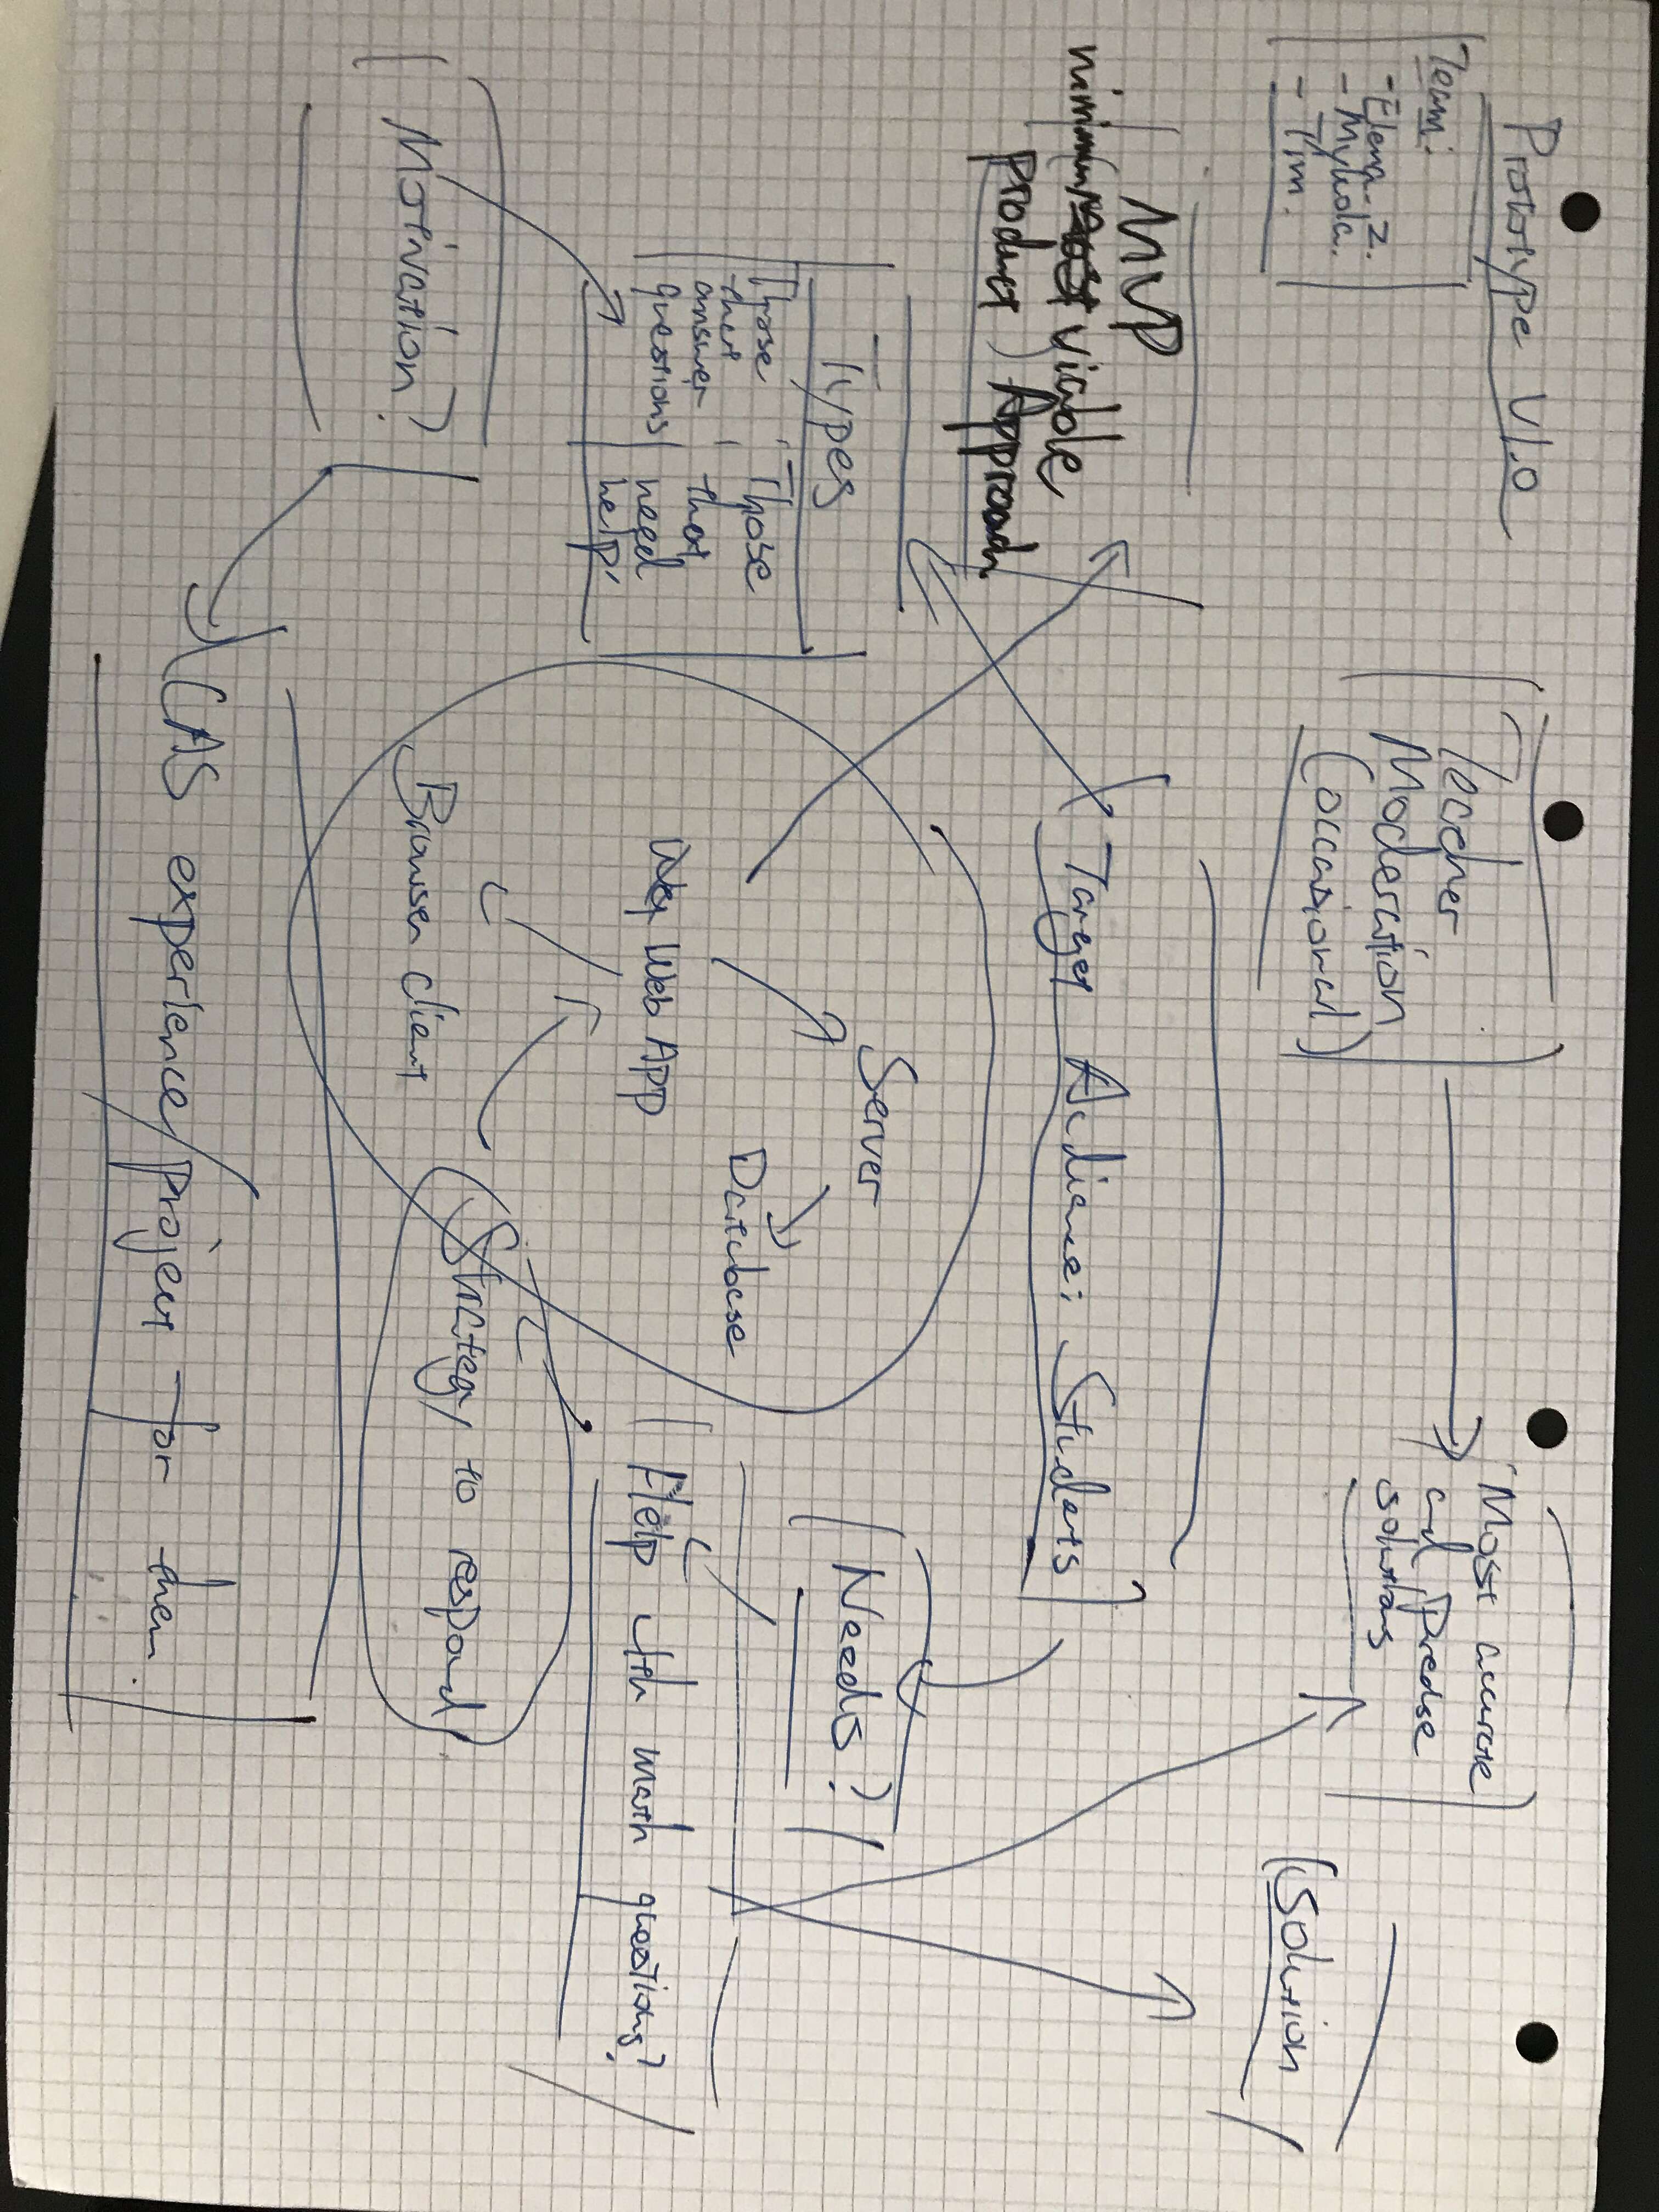 Prototype V1.0
Team:
-Elena-2.
-Mykola.
-Tim.
Teacher
Moderation
(occasional)
Most accurate
and Precise
solutions
(Solution
MVP
minimum viable
Product) Approach
Target Audience: Students
Types
Those
that
answer
questions
Those
that
need
help.
Server
Database
Web App
Browser client
Needs?
Help with math questions?
Motivation?
(Strategy to respond)
CAS experience/Project for them.